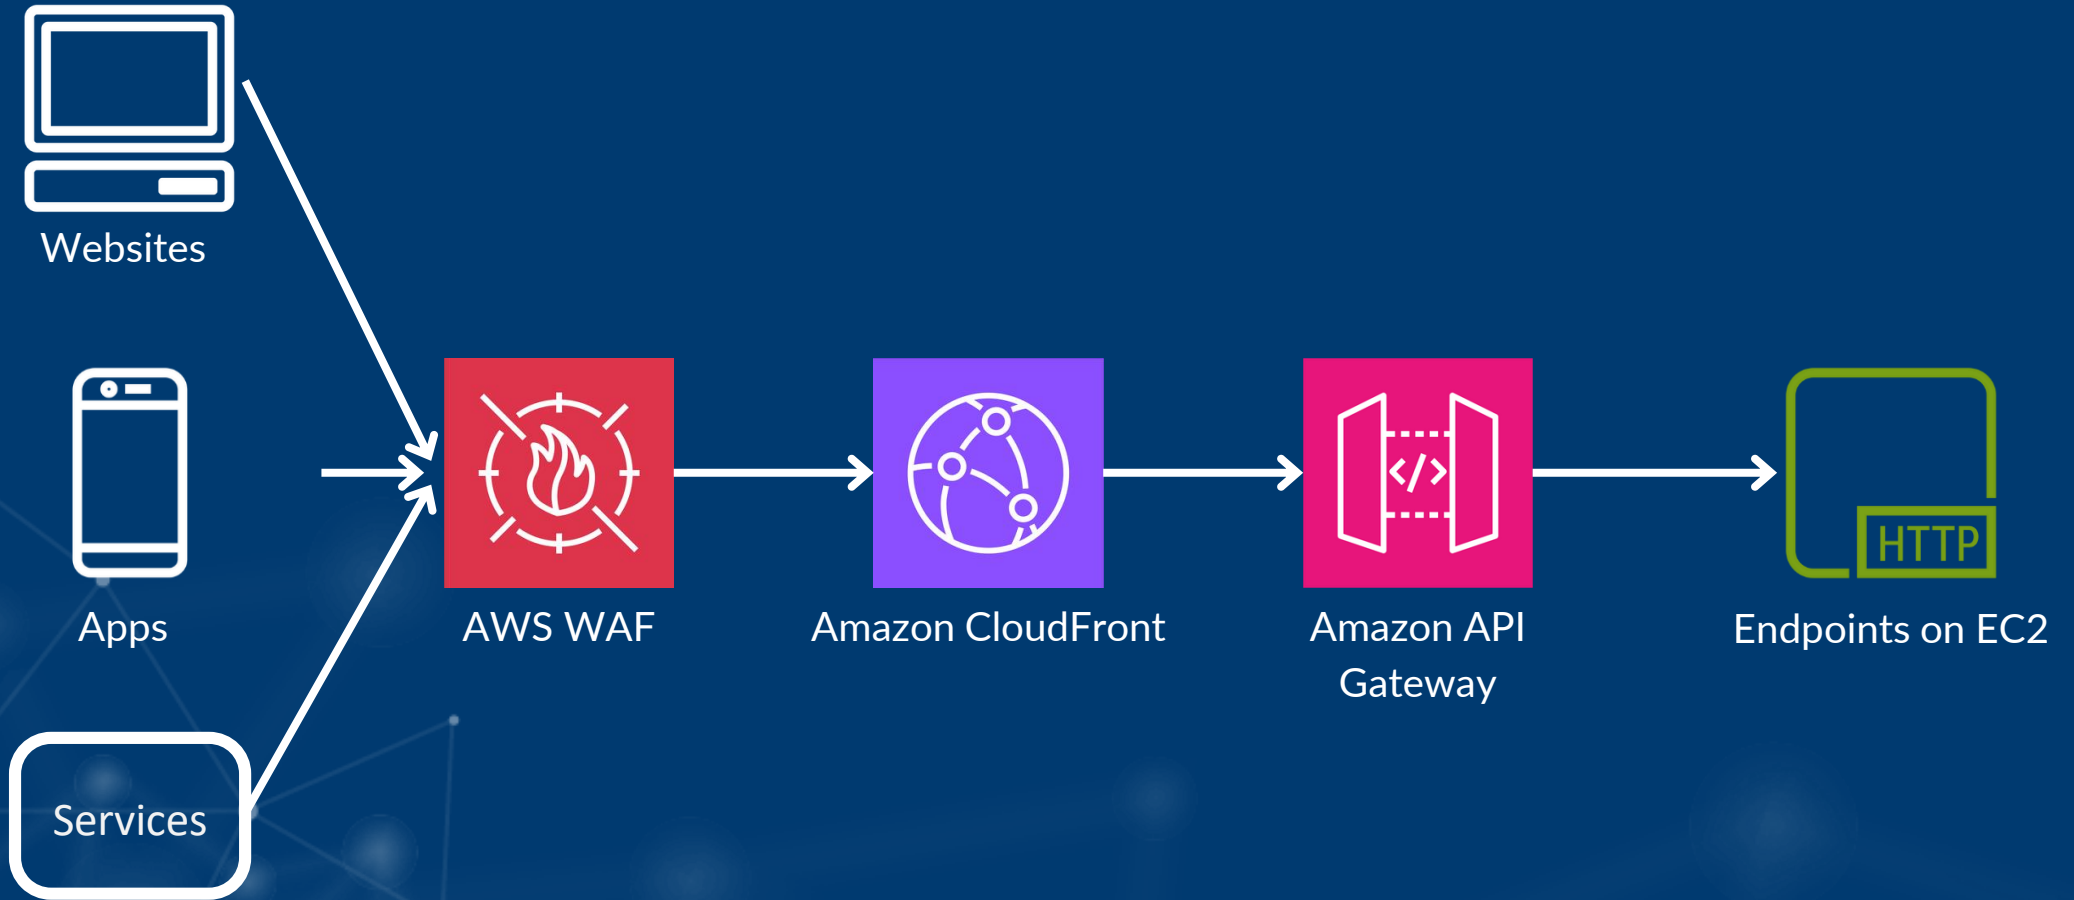 Websites
Apps
Services
AWS WAF
Amazon CloudFront
</>
Amazon API
Gateway
HTTP
Endpoints on EC2